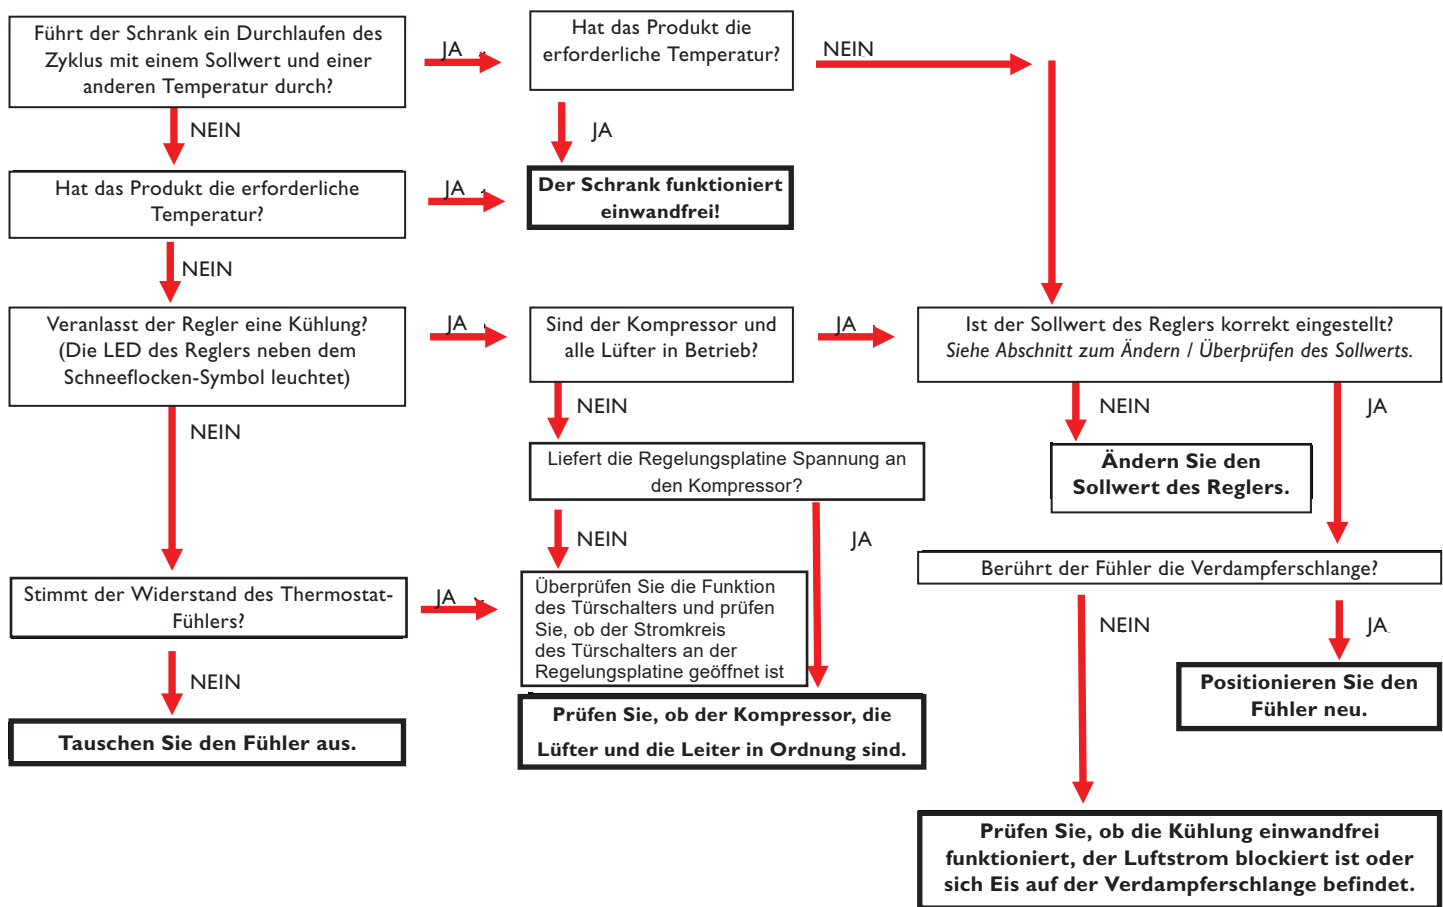 Führt der Schrank ein Durchlaufen des
Zyklus mit einem Sollwert und einer
anderen Temperatur durch?
JA
Hat das Produkt die
erforderliche Temperatur?
NEIN
NEIN
JA
Hat das Produkt die erforderliche
Temperatur?
JA
Der Schrank funktioniert
einwandfrei!
NEIN
Veranlasst der Regler eine Kühlung?
(Die LED des Reglers neben dem
Schneeflocken-Symbol leuchtet)
JA
Sind der Kompressor und
alle Lüfter in Betrieb?
JA
Ist der Sollwert des Reglers korrekt eingestellt?
Siehe Abschnitt zum Ändern / Überprüfen des Sollwerts.
NEIN
NEIN
NEIN
JA
Liefert die Regelungsplatine Spannung an
den Kompressor?
Ändern Sie den
Sollwert des Reglers.
NEIN
JA
Stimmt der Widerstand des Thermostat-
Fühlers?
JA
Überprüfen Sie die Funktion
des Türschalters und prüfen
Sie, ob der Stromkreis
des Türschalters an der
Regelungsplatine geöffnet ist
Berührt der Fühler die Verdampferschlange?
NEIN
JA
NEIN
Tauschen Sie den Fühler aus.
Prüfen Sie, ob der Kompressor, die
Lüfter und die Leiter in Ordnung sind.
Positionieren Sie den
Fühler neu.
Prüfen Sie, ob die Kühlung einwandfrei
funktioniert, der Luftstrom blockiert ist oder
sich Eis auf der Verdampferschlange befindet.